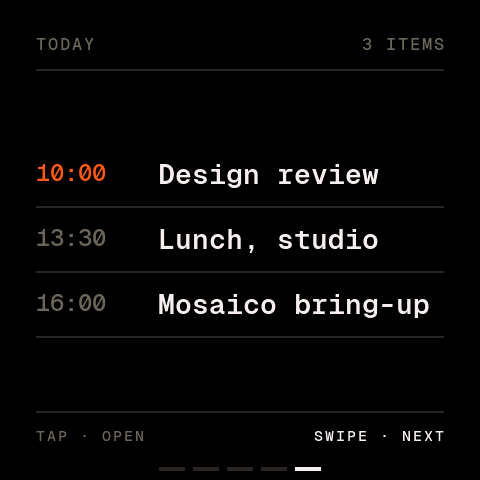 TODAY 3 ITEMS
10:00 Design review
13:30 Lunch, studio
16:00 Mosaico bring-up
TAP · OPEN SWIPE · NEXT